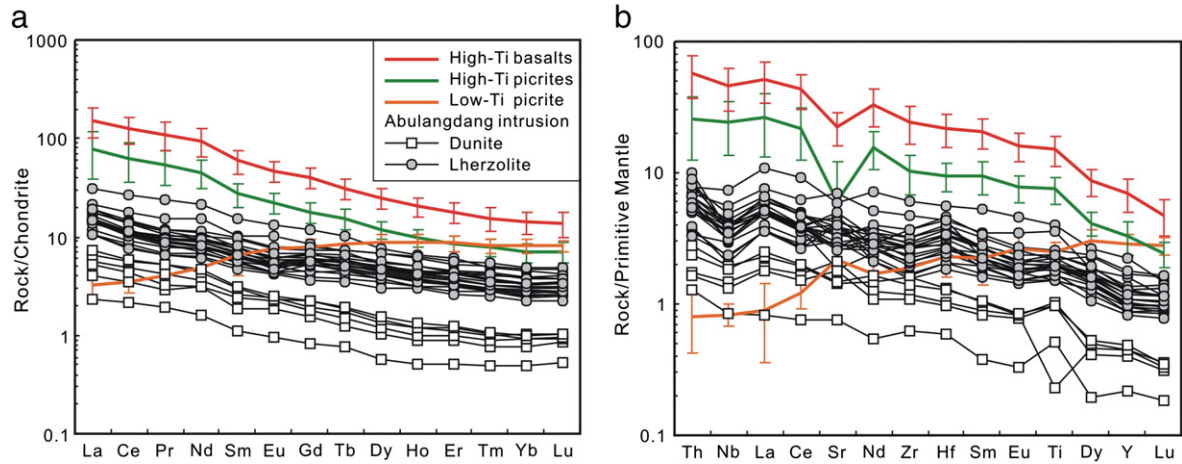 a
Rock/Chondrite
1000
100
10
1
0.1
High-Ti basalts
High-Ti picrites
Low-Ti picrite
Abulangdang intrusion
Dunite
Lherzolite
La Ce Pr Nd Sm Eu Gd Tb Dy Ho Er Tm Yb Lu
b
Rock/Primitive Mantle
100
10
1.0
0.1
Th Nb La Ce Sr Nd Zr Hf Sm Eu Ti Dy Y Lu